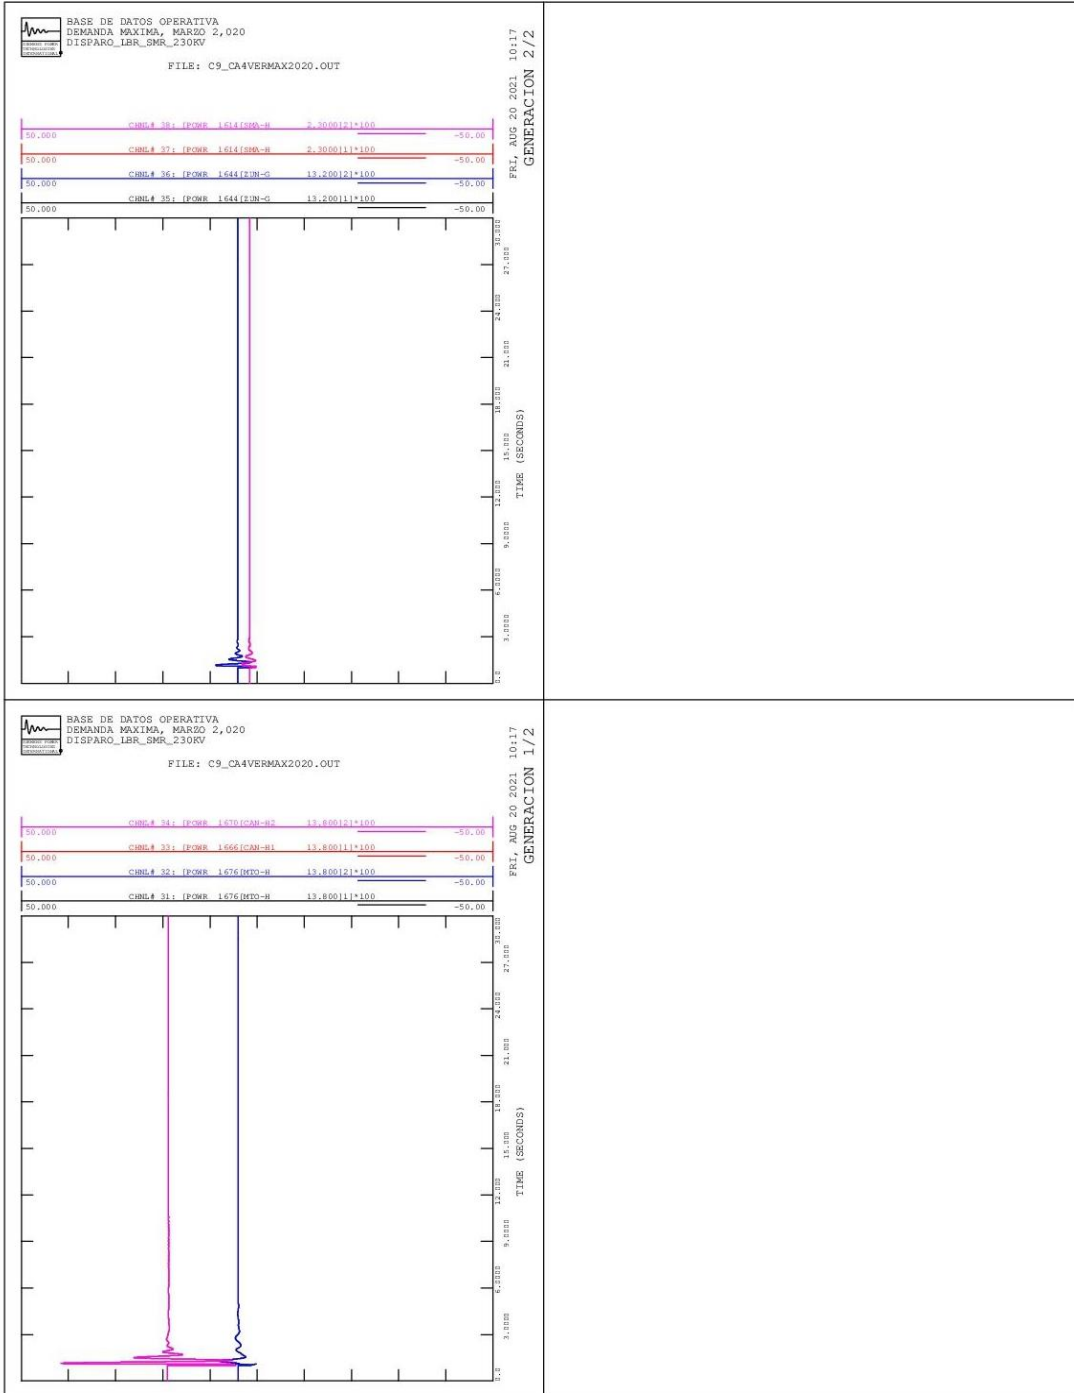 BASE DE DATOS OPERATIVA
DEMANDA MAXIMA, MARZO 2,020
DISPARO_LBR_SMR_230KV
FILE: C9_CA4VERMAX2020.OUT
CHNL# 38: [POWR 1614[SMA-H 2.3000]2]*100
50.000 -50.00
CHNL# 37: [POWR 1614[SMA-H 2.3000]1]*100
50.000 -50.00
CHNL# 36: [POWR 1644[ZUN-G 13.200]2]*100
50.000 -50.00
CHNL# 35: [POWR 1644[ZUN-G 13.200]1]*100
50.000 -50.00
FRI, AUG 20 2021 10:17
GENERACION 2/2
30.000
27.000
24.000
21.000
18.000
15.000
12.000
9.0000
6.0000
3.0000
0.0
TIME (SECONDS)
BASE DE DATOS OPERATIVA
DEMANDA MAXIMA, MARZO 2,020
DISPARO_LBR_SMR_230KV
FILE: C9_CA4VERMAX2020.OUT
CHNL# 34: [POWR 1670[CAN-H2 13.800]2]*100
50.000 -50.00
CHNL# 33: [POWR 1666[CAN-H1 13.800]1]*100
50.000 -50.00
CHNL# 32: [POWR 1676[MTO-H 13.800]2]*100
50.000 -50.00
CHNL# 31: [POWR 1676[MTO-H 13.800]1]*100
50.000 -50.00
FRI, AUG 20 2021 10:17
GENERACION 1/2
30.000
27.000
24.000
21.000
18.000
15.000
12.000
9.0000
6.0000
3.0000
0.0
TIME (SECONDS)